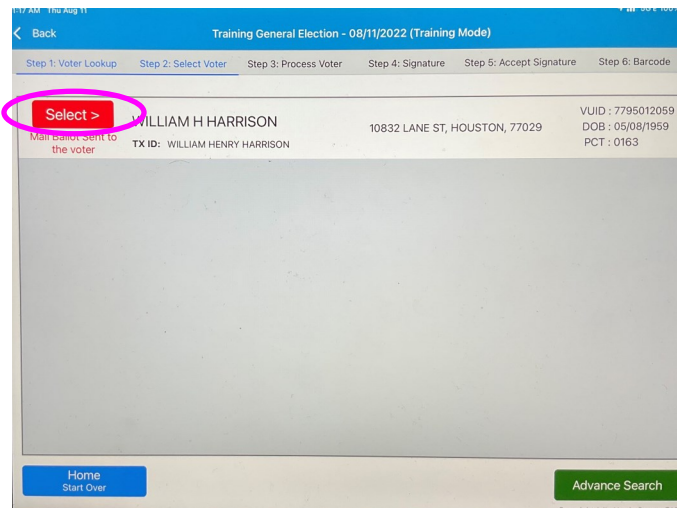 1:17 AM Thu Aug 11
Back
Training General Election - 08/11/2022 (Training Mode)
Step 1: Voter Lookup
Step 2: Select Voter
Step 3: Process Voter
Step 4: Signature
Step 5: Accept Signature
Step 6: Barcode
Select >
Mail Ballot Sent to
the voter
WILLIAM H HARRISON
TX ID: WILLIAM HENRY HARRISON
10832 LANE ST, HOUSTON, 77029
VUID : 7795012059
DOB : 05/08/1959
PCT : 0163
Home
Start Over
Advance Search